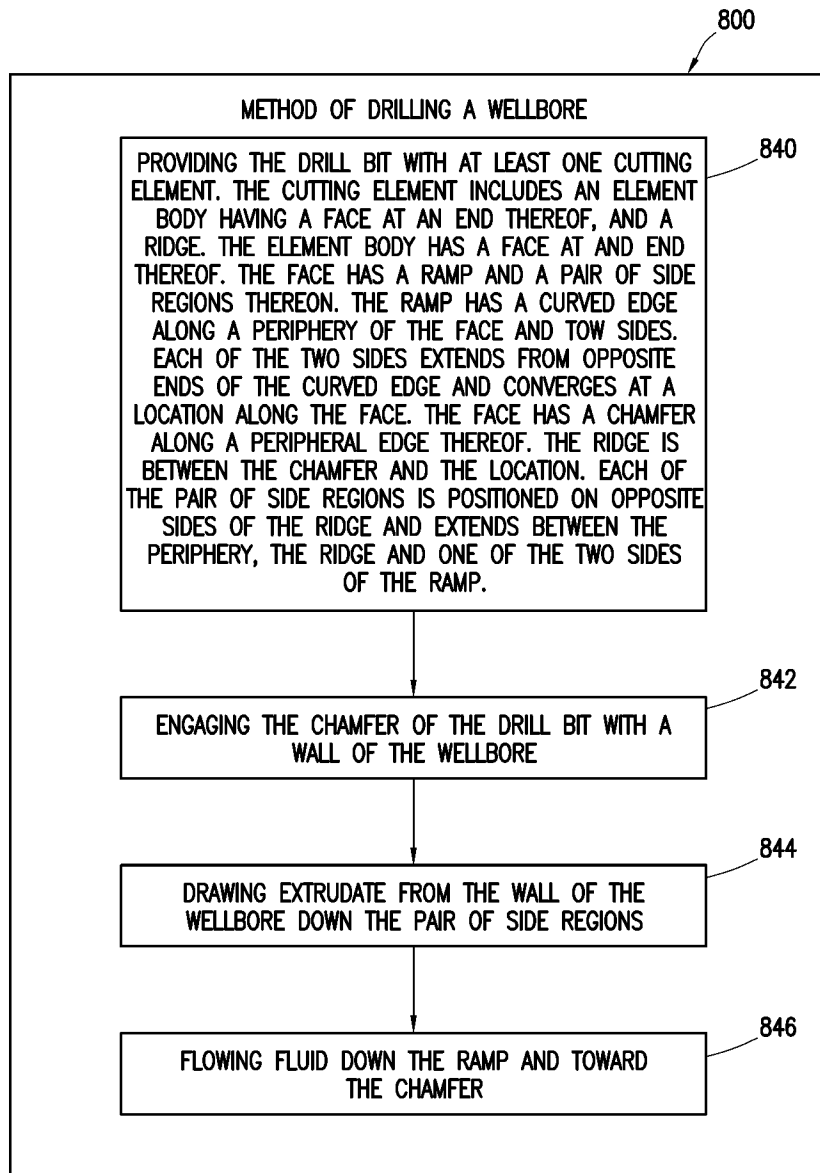 800
METHOD OF DRILLING A WELLBORE
840
PROVIDING THE DRILL BIT WITH AT LEAST ONE CUTTING
ELEMENT. THE CUTTING ELEMENT INCLUDES AN ELEMENT
BODY HAVING A FACE AT AN END THEREOF, AND A
RIDGE. THE ELEMENT BODY HAS A FACE AT AND END
THEREOF. THE FACE HAS A RAMP AND A PAIR OF SIDE
REGIONS THEREON. THE RAMP HAS A CURVED EDGE
ALONG A PERIPHERY OF THE FACE AND TOW SIDES.
EACH OF THE TWO SIDES EXTENDS FROM OPPOSITE
ENDS OF THE CURVED EDGE AND CONVERGES AT A
LOCATION ALONG THE FACE. THE FACE HAS A CHAMFER
ALONG A PERIPHERAL EDGE THEREOF. THE RIDGE IS
BETWEEN THE CHAMFER AND THE LOCATION. EACH OF
THE PAIR OF SIDE REGIONS IS POSITIONED ON OPPOSITE
SIDES OF THE RIDGE AND EXTENDS BETWEEN THE
PERIPHERY, THE RIDGE AND ONE OF THE TWO SIDES
OF THE RAMP.
842
ENGAGING THE CHAMFER OF THE DRILL BIT WITH A
WALL OF THE WELLBORE
844
DRAWING EXTRUDATE FROM THE WALL OF THE
WELLBORE DOWN THE PAIR OF SIDE REGIONS
846
FLOWING FLUID DOWN THE RAMP AND TOWARD
THE CHAMFER